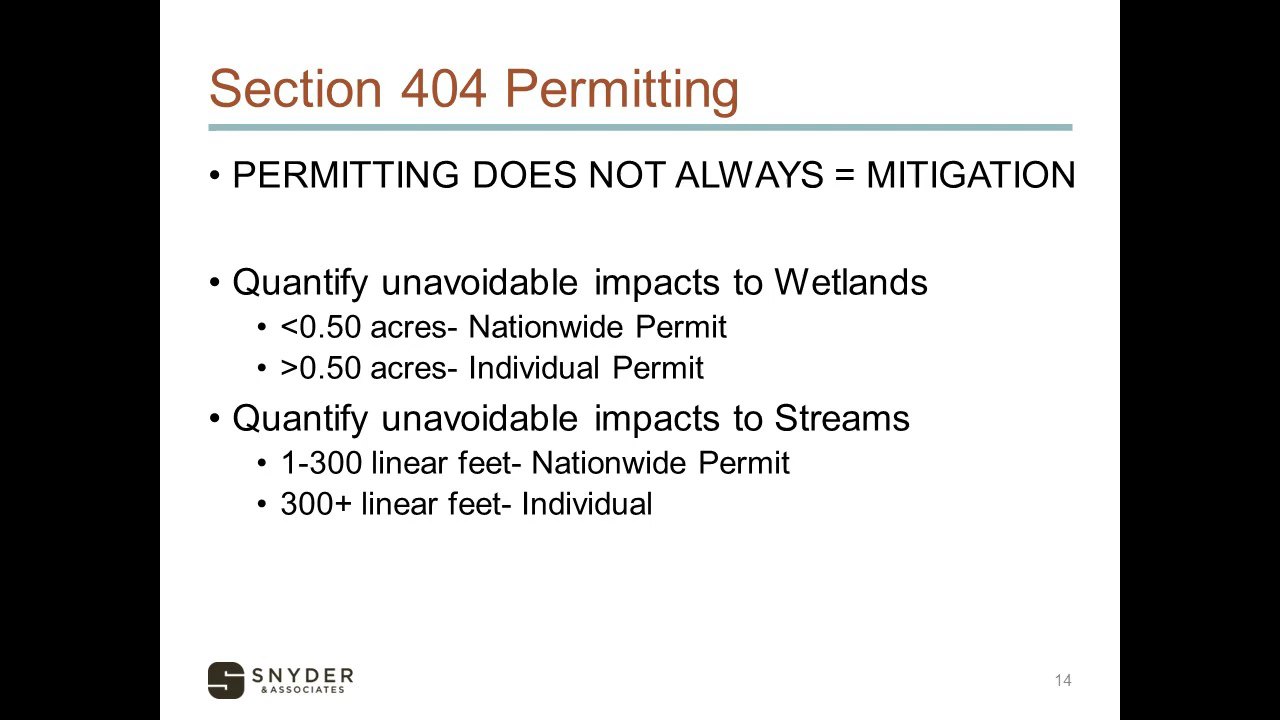 Section 404 Permitting
• PERMITTING DOES NOT ALWAYS = MITIGATION
• Quantify unavoidable impacts to Wetlands
• <0.50 acres- Nationwide Permit
• >0.50 acres- Individual Permit
• Quantify unavoidable impacts to Streams
• 1-300 linear feet- Nationwide Permit
• 300+ linear feet- Individual
SNYDER
& ASSOCIATES
14